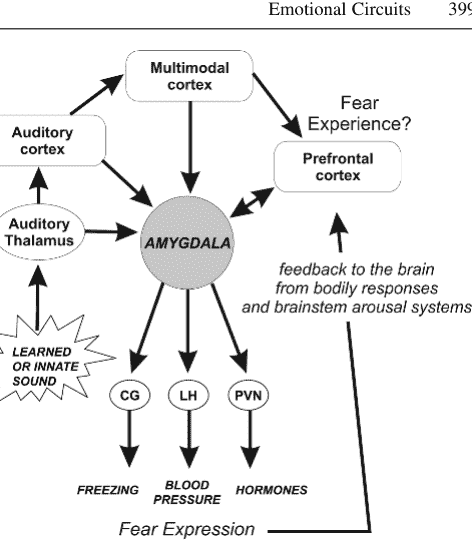 Emotional Circuits 399
Multimodal
cortex
Fear
Experience?
Auditory
cortex
Prefrontal
cortex
Auditory
Thalamus
AMYGDALA
feedback to the brain
from bodily responses
and brainstem arousal systems
LEARNED
OR INNATE
SOUND
CG
LH
PVN
FREEZING
BLOOD
PRESSURE
HORMONES
Fear Expression